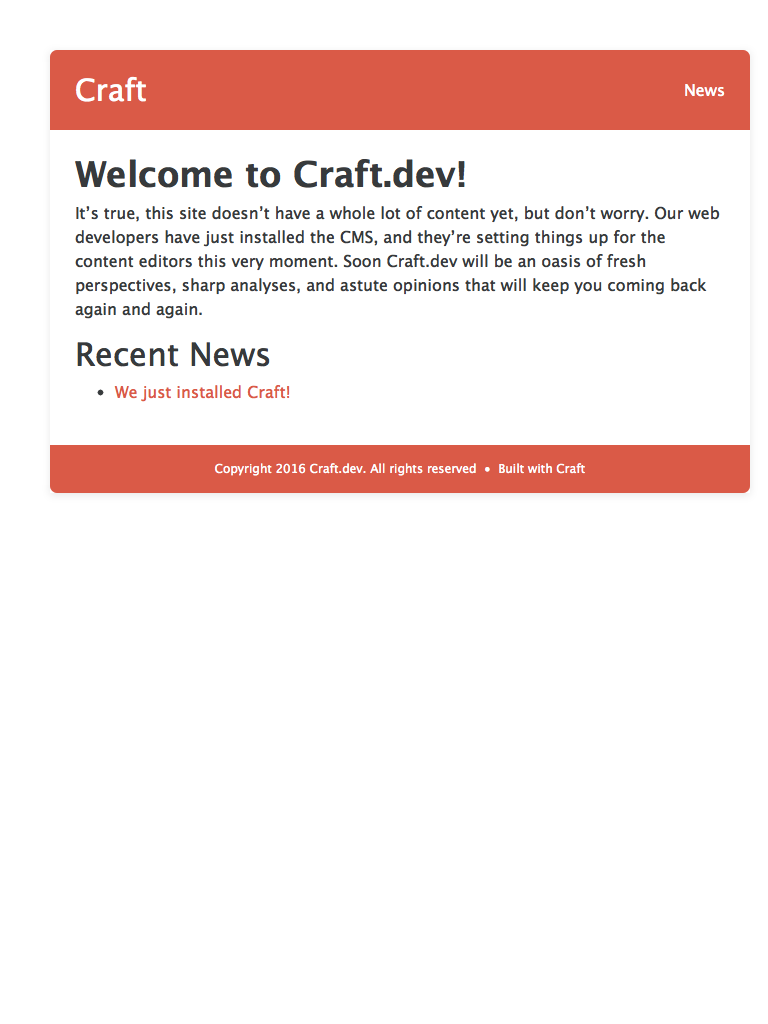 Craft
News
Welcome to Craft.dev!
It’s true, this site doesn’t have a whole lot of content yet, but don’t worry. Our web
developers have just installed the CMS, and they’re setting things up for the
content editors this very moment. Soon Craft.dev will be an oasis of fresh
perspectives, sharp analyses, and astute opinions that will keep you coming back
again and again.
Recent News
• We just installed Craft!
Copyright 2016 Craft.dev. All rights reserved • Built with Craft